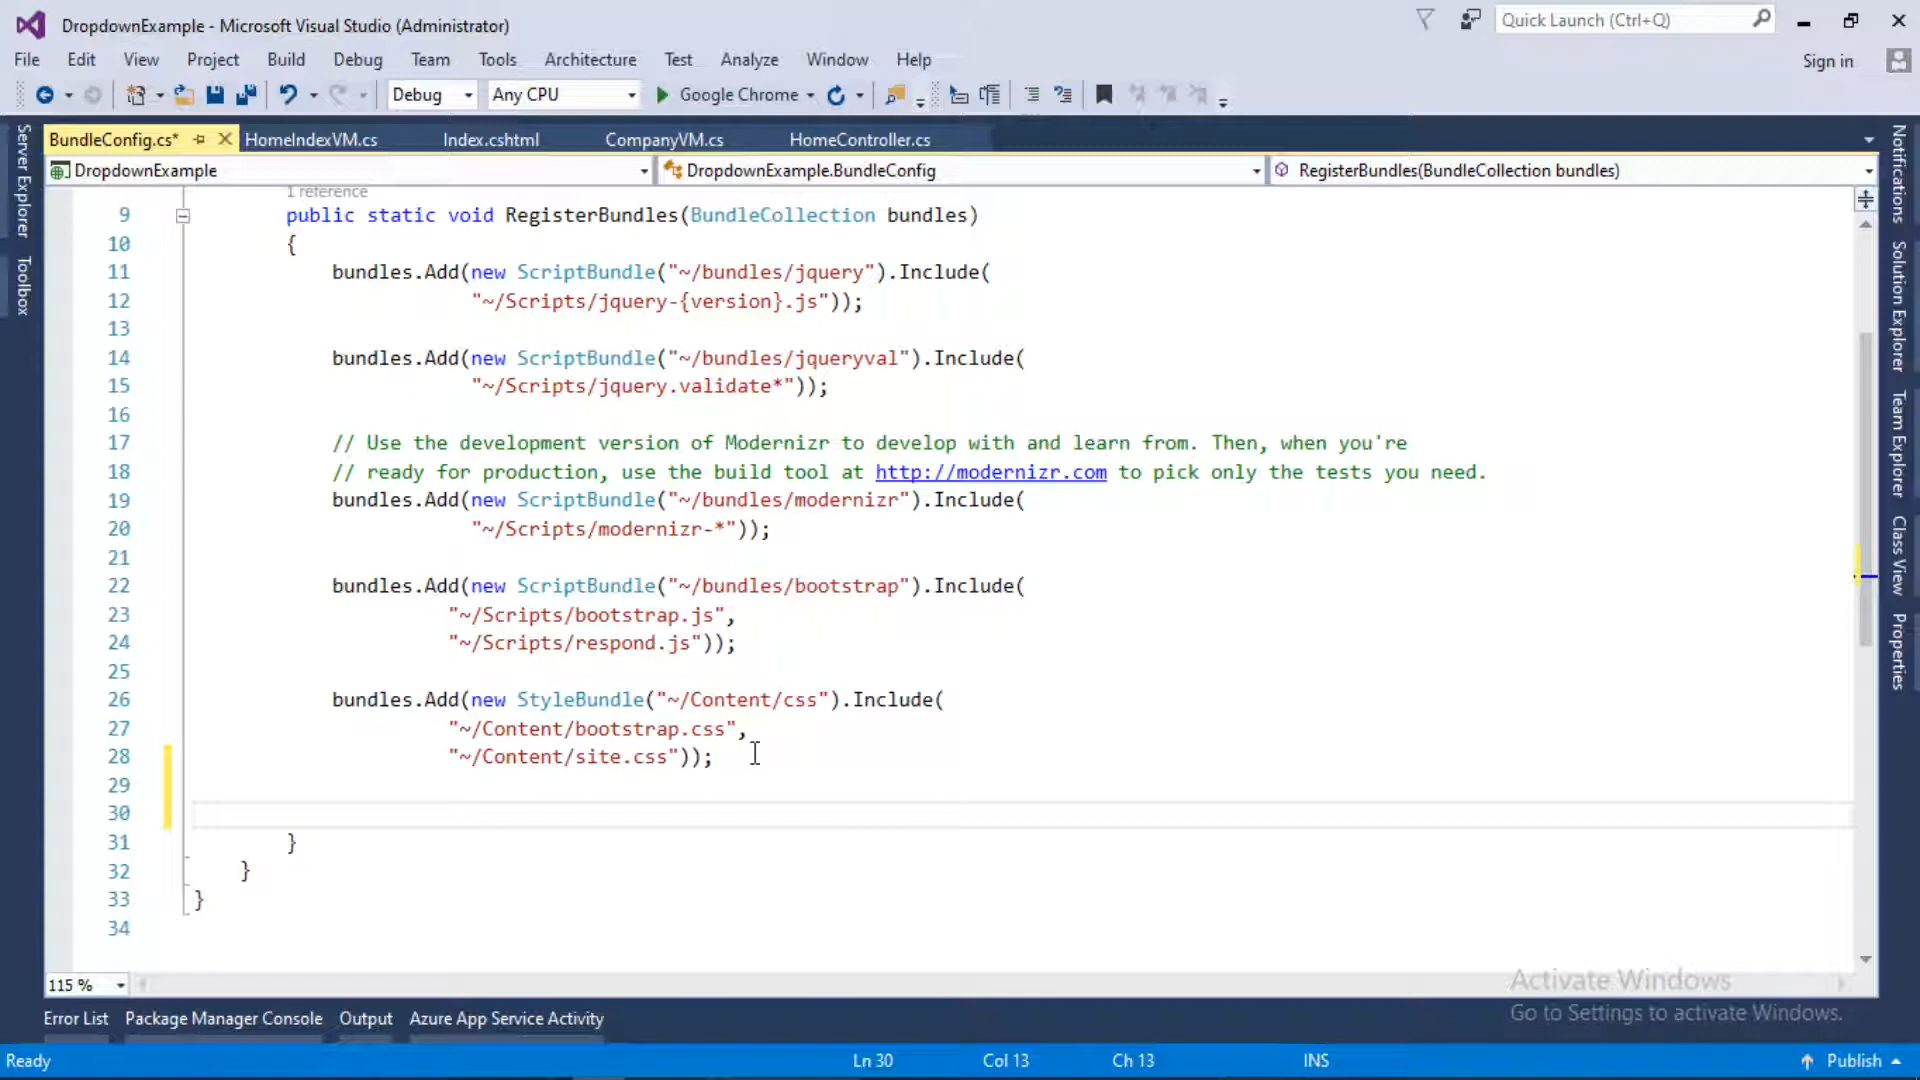 DropdownExample - Microsoft Visual Studio (Administrator)
Quick Launch (Ctrl+Q)
File Edit View Project Build Debug Team Tools Architecture Test Analyze Window Help
Sign in
Debug Any CPU Google Chrome
BundleConfig.cs* HomeIndexVM.cs Index.cshtml CompanyVM.cs HomeController.cs
DropdownExample DropdownExample.BundleConfig RegisterBundles(BundleCollection bundles)
Server Explorer
Toolbox
Notifications
Solution Explorer
Team Explorer
Class View
Properties
1 reference
9 public static void RegisterBundles(BundleCollection bundles)
10 {
11 bundles.Add(new ScriptBundle("~/bundles/jquery").Include(
12 "~/Scripts/jquery-{version}.js"));
13
14 bundles.Add(new ScriptBundle("~/bundles/jqueryval").Include(
15 "~/Scripts/jquery.validate*"));
16
17 // Use the development version of Modernizr to develop with and learn from. Then, when you're
18 // ready for production, use the build tool at http://modernizr.com to pick only the tests you need.
19 bundles.Add(new ScriptBundle("~/bundles/modernizr").Include(
20 "~/Scripts/modernizr-*"));
21
22 bundles.Add(new ScriptBundle("~/bundles/bootstrap").Include(
23 "~/Scripts/bootstrap.js",
24 "~/Scripts/respond.js"));
25
26 bundles.Add(new StyleBundle("~/Content/css").Include(
27 "~/Content/bootstrap.css",
28 "~/Content/site.css"));
29
30
31 }
32 }
33 }
34
115 %
Activate Windows
Go to Settings to activate Windows.
Error List Package Manager Console Output Azure App Service Activity
Ready Ln 30 Col 13 Ch 13 INS Publish